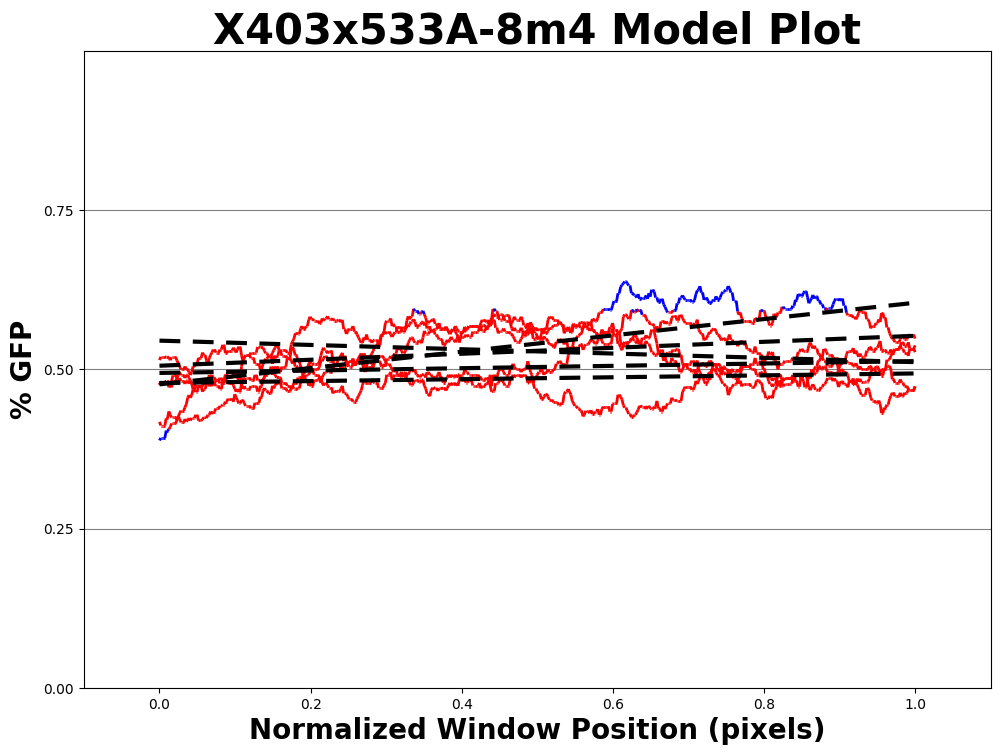 X403x533A-8m4 Model Plot
% GFP
0.75
0.50
0.25
0.00
0.0 0.2 0.4 0.6 0.8 1.0
Normalized Window Position (pixels)